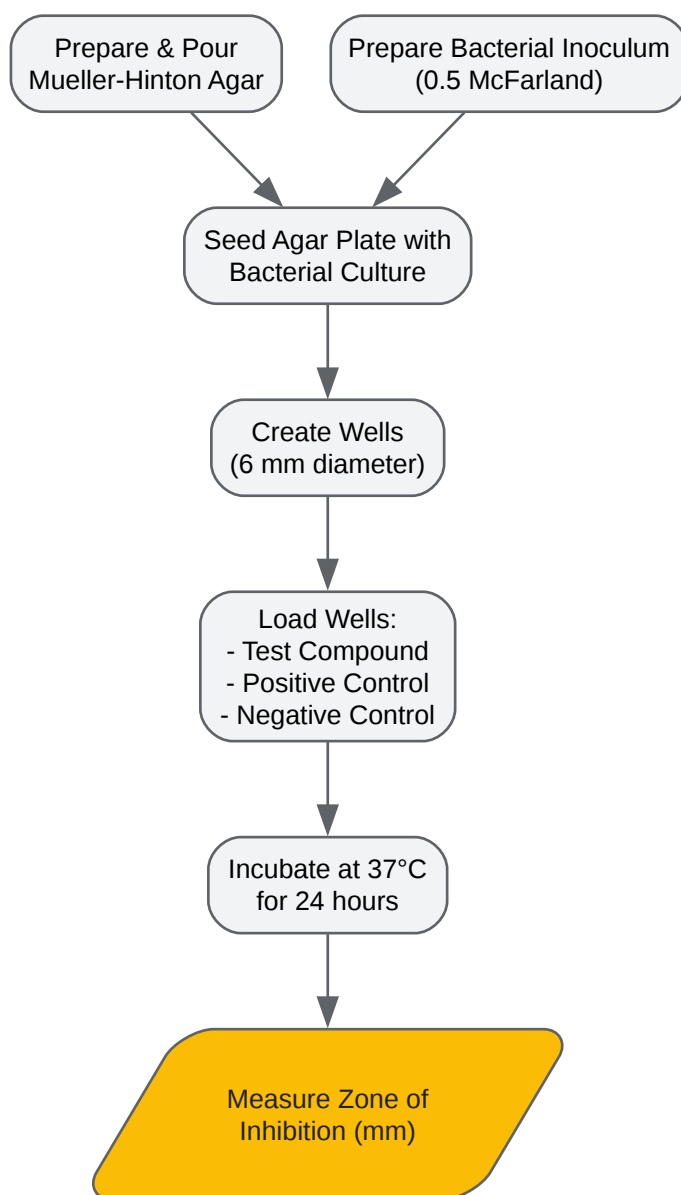 Prepare & Pour
Mueller-Hinton Agar
Prepare Bacterial Inoculum
(0.5 McFarland)
Seed Agar Plate with
Bacterial Culture
Create Wells
(6 mm diameter)
Load Wells:
- Test Compound
- Positive Control
- Negative Control
Incubate at 37°C
for 24 hours
Measure Zone of
Inhibition (mm)